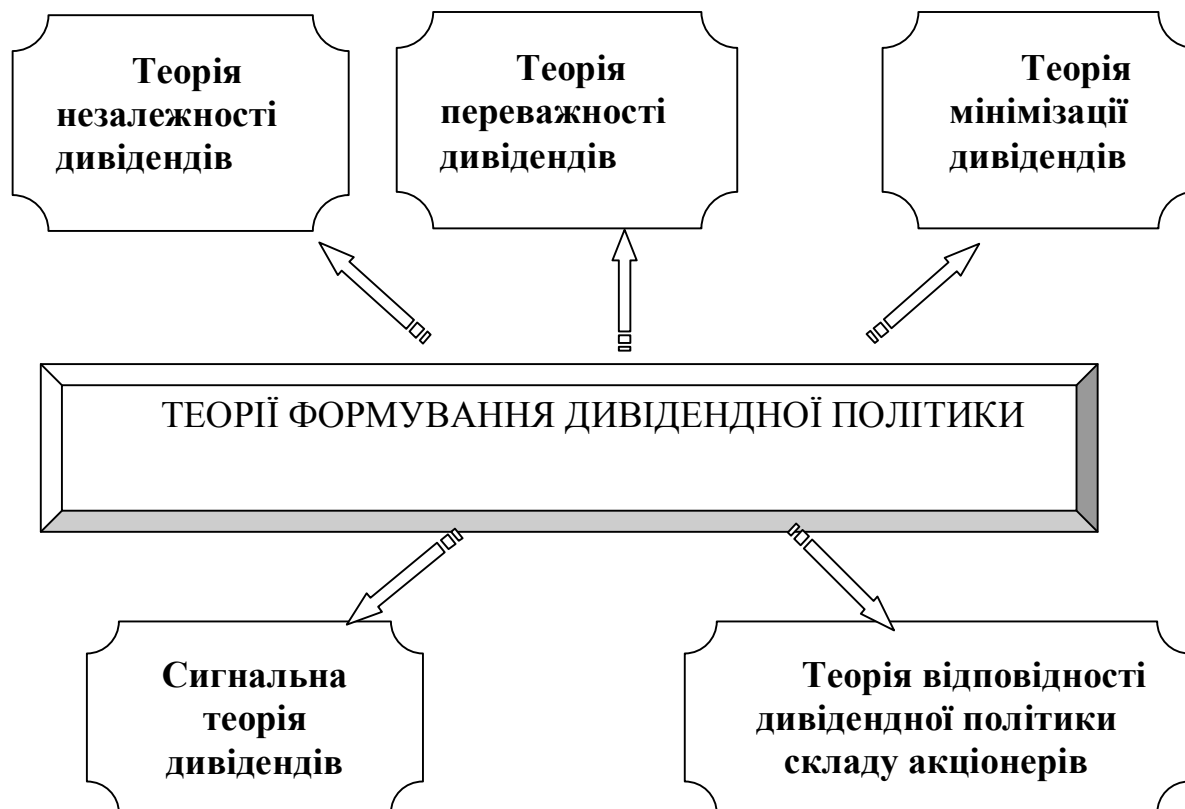 Теорія
незалежності
дивідендів
Теорія
переважності
дивідендів
Теорія
мінімізації
дивідендів
ТЕОРІЇ ФОРМУВАННЯ ДИВІДЕНДНОЇ ПОЛІТИКИ
Сигнальна
теорія
дивідендів
Теорія відповідності
дивідендної політики
складу акціонерів